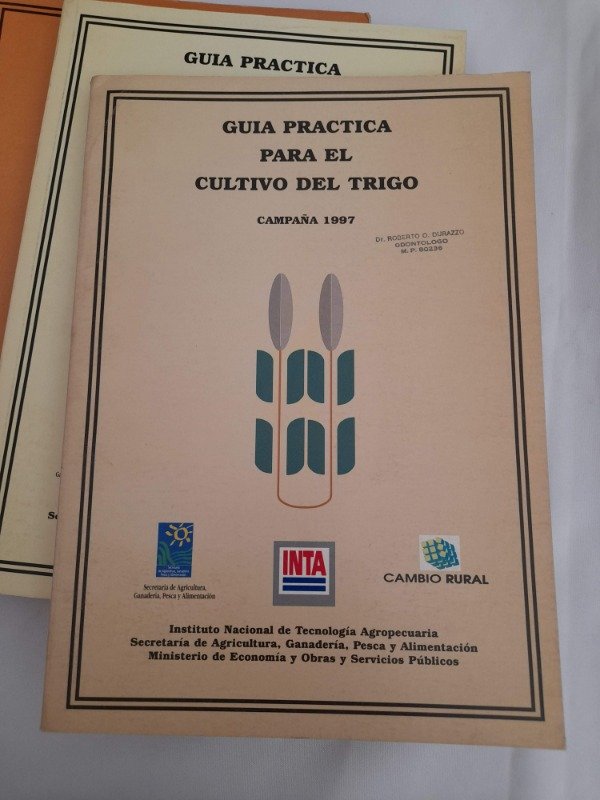 GUIA PRACTICA
GUIA PRACTICA
PARA EL
CULTIVO DEL TRIGO
CAMPAÑA 1997
Dr. ROBERTO D. DURAZZO
ODONTOLOGO
M. P. 60236
Secretaría de Agricultura,
Ganadería, Pesca y Alimentación
INTA
CAMBIO RURAL
Instituto Nacional de Tecnología Agropecuaria
Secretaría de Agricultura, Ganadería, Pesca y Alimentación
Ministerio de Economía y Obras y Servicios Públicos